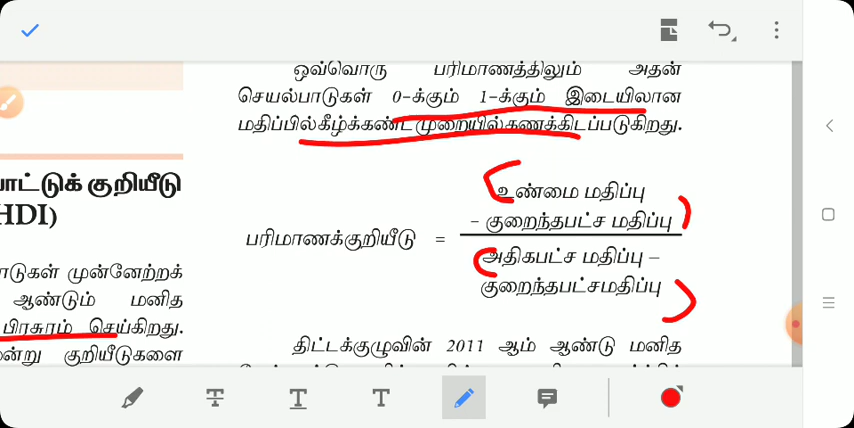 ஒவ்வொரு பரிமாணத்திலும் அதன்
செயல்பாடுகள் 0-க்கும் 1-க்கும் இடையிலான
மதிப்பில்கீழ்க்கண்டமுறையில்கணக்கிடப்படுகிறது.
பாட்டுக் குறியீடு
HDI)
உண்மை மதிப்பு
- குறைந்தபட்ச மதிப்பு
பரிமாணக்குறியீடு =
அதிகபட்ச மதிப்பு –
குறைந்தபட்சமதிப்பு
பாடுகள் முன்னேற்றக்
ஆண்டும் மனித
பிரசுரம் செய்கிறது.
குறியீடுகளை
திட்டக்குழுவின் 2011 ஆம் ஆண்டு மனித
T T T